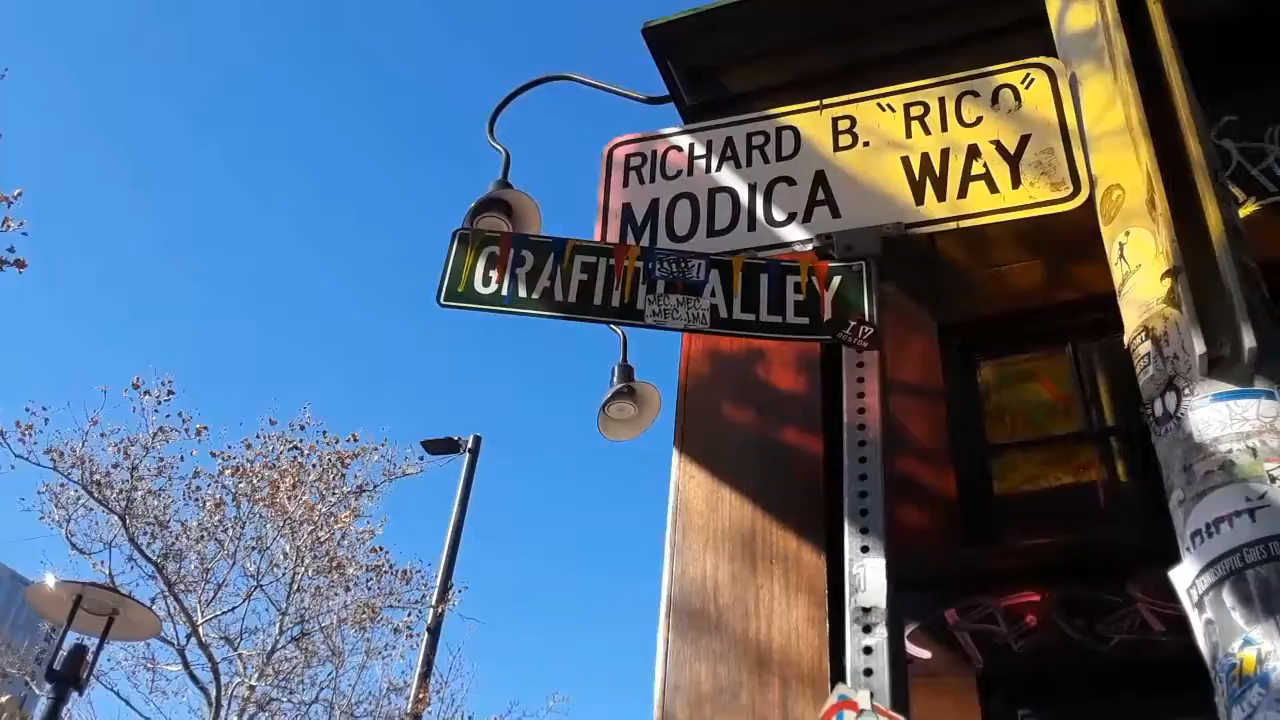 RICHARD B. "RICO"
MODICA WAY
GRAFITTI ALLEY
MEC..MEC..
..MEC..!MA
I ♡
BOSTON